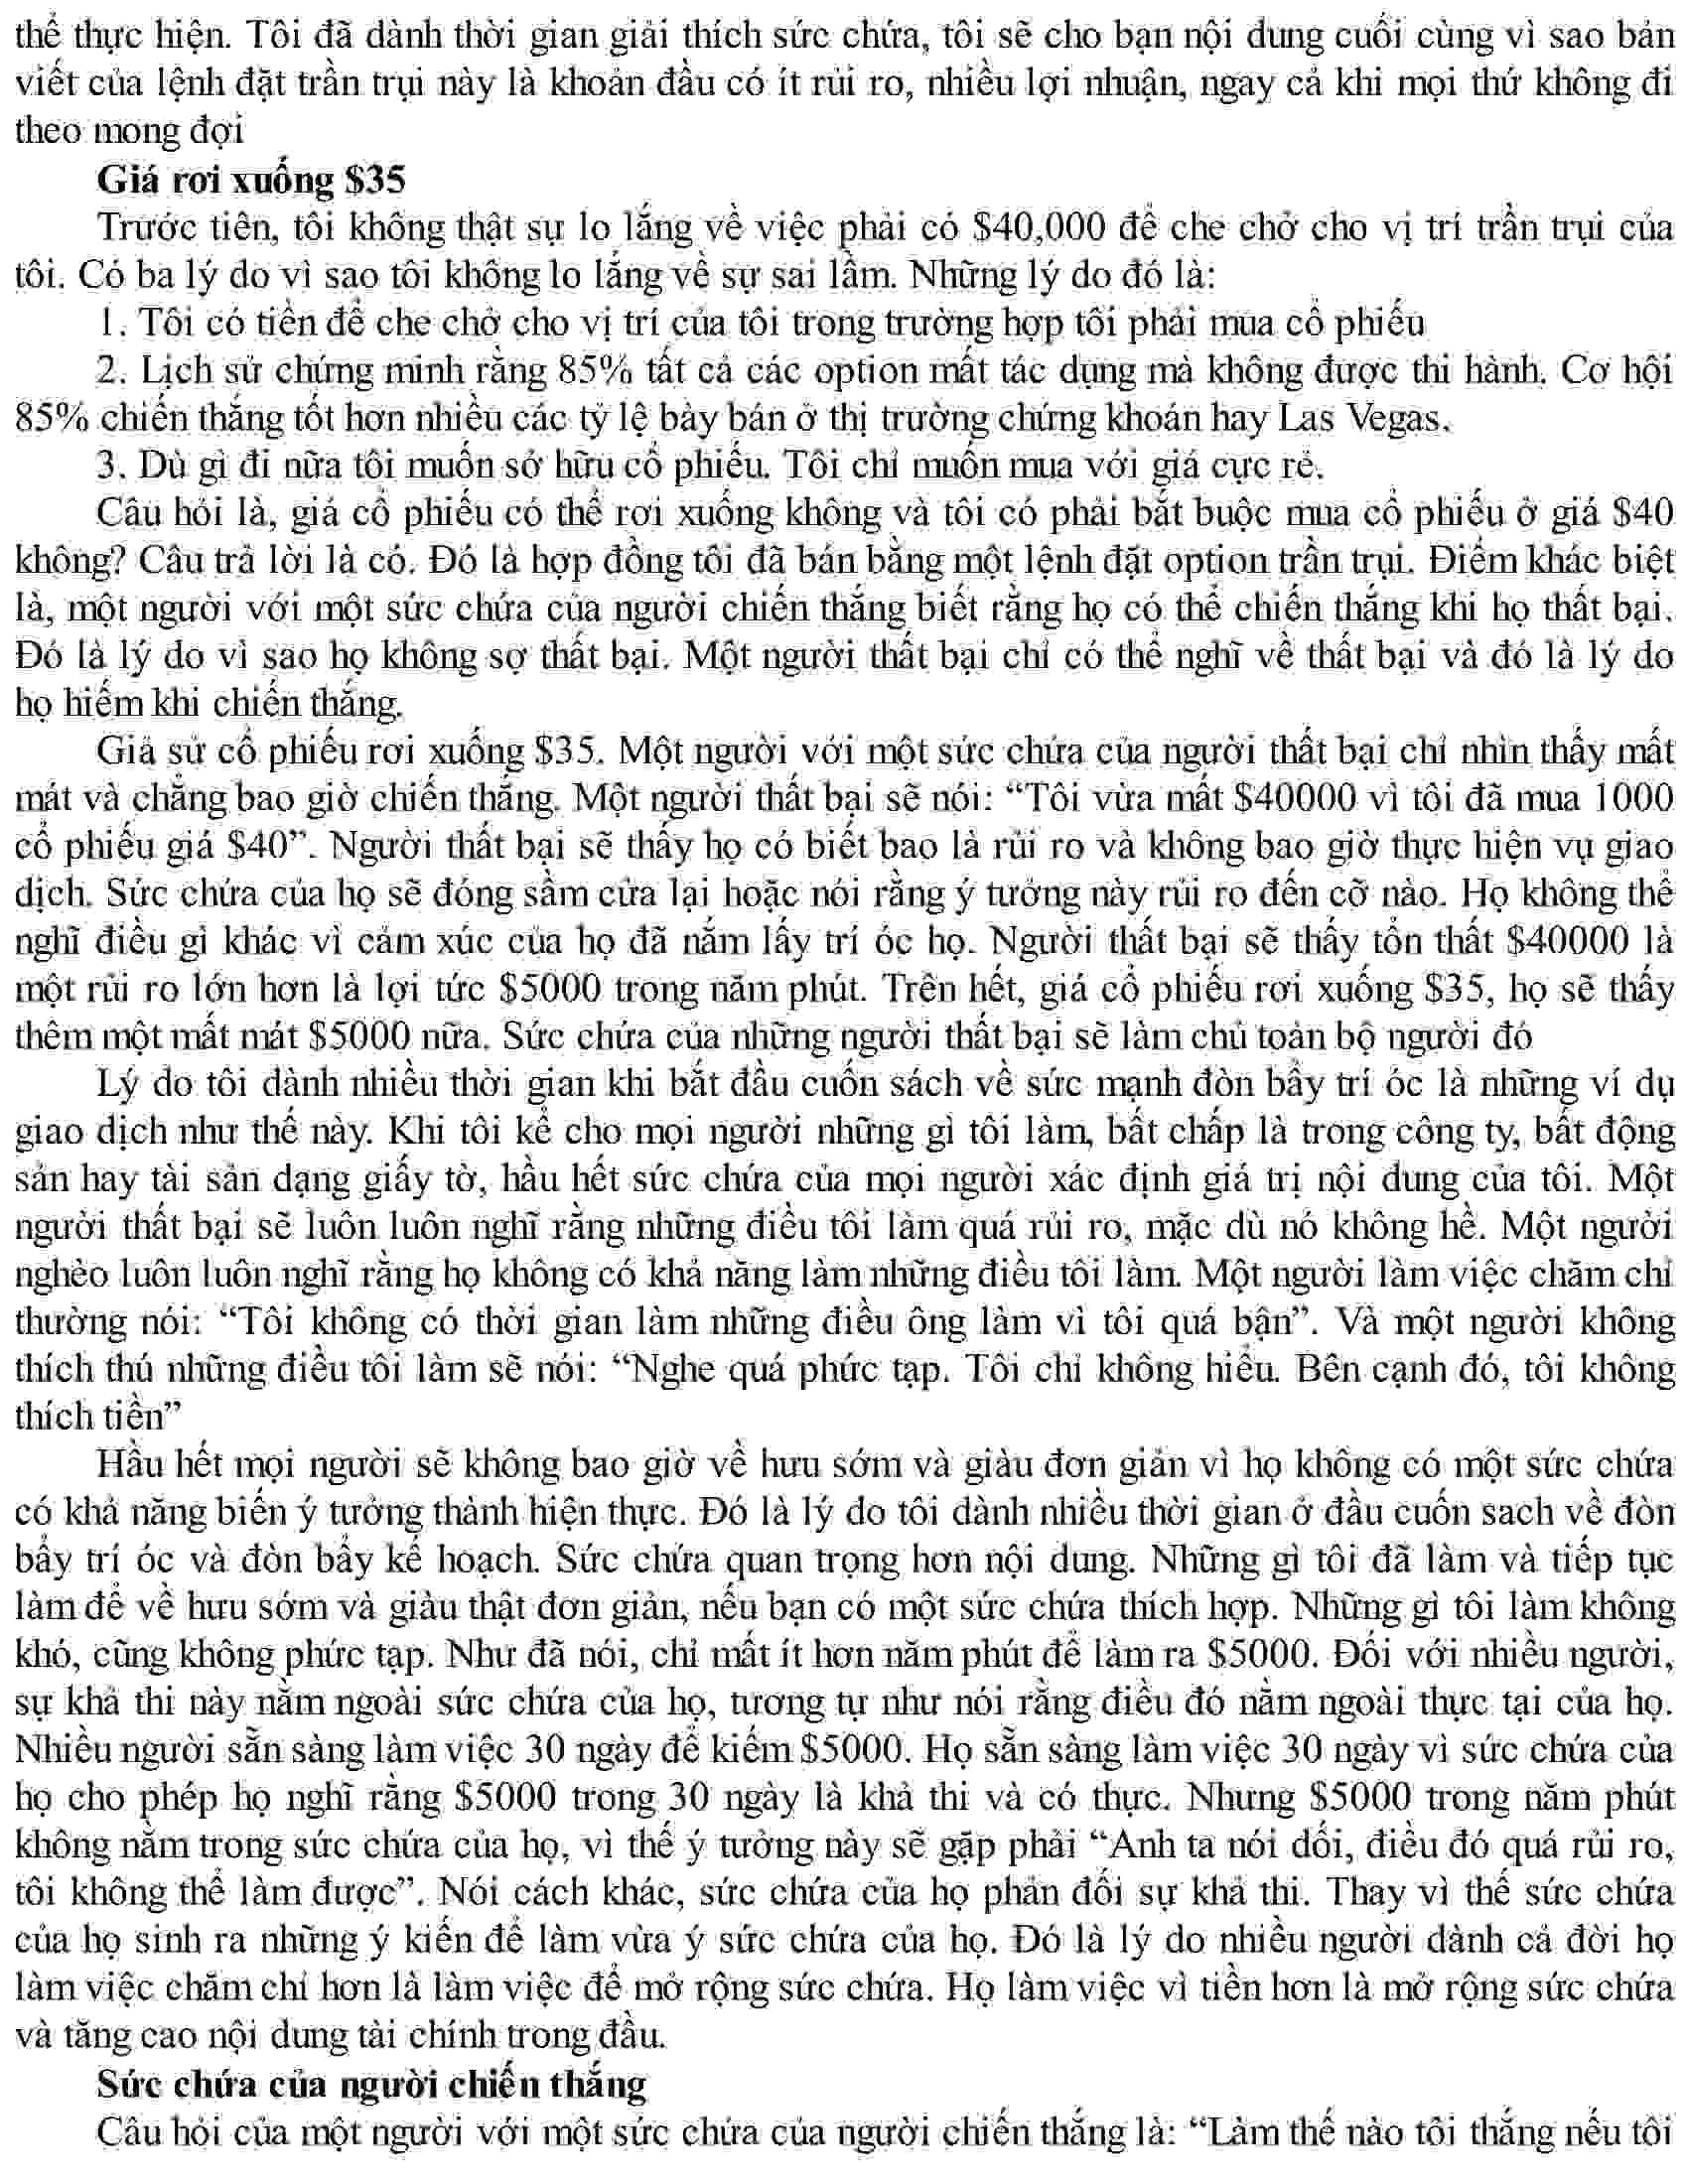 thể thực hiện. Tôi đã dành thời gian giải thích sức chứa, tôi sẽ cho bạn nội dung cuối cùng vì sao bản
viết của lệnh đặt trần trụi này là khoản đầu có ít rủi ro, nhiều lợi nhuận, ngay cả khi mọi thứ không đi
theo mong đợi
Giá rơi xuống $35
Trước tiên, tôi không thật sự lo lắng về việc phải có $40,000 để che chở cho vị trí trần trụi của
tôi. Có ba lý do vì sao tôi không lo lắng về sự sai lầm. Những lý do đó là:
1. Tôi có tiền để che chở cho vị trí của tôi trong trường hợp tôi phải mua cổ phiếu
2. Lịch sử chứng minh rằng 85% tất cả các option mất tác dụng mà không được thi hành. Cơ hội
85% chiến thắng tốt hơn nhiều các tỷ lệ bày bán ở thị trường chứng khoán hay Las Vegas.
3. Dù gì đi nữa tôi muốn sở hữu cổ phiếu. Tôi chỉ muốn mua với giá cực rẻ.
Câu hỏi là, giá cổ phiếu có thể rơi xuống không và tôi có phải bắt buộc mua cổ phiếu ở giá $40
không? Câu trả lời là có. Đó là hợp đồng tôi đã bán bằng một lệnh đặt option trần trụi. Điểm khác biệt
là, một người với một sức chứa của người chiến thắng biết rằng họ có thể chiến thắng khi họ thất bại.
Đó là lý do vì sao họ không sợ thất bại. Một người thất bại chỉ có thể nghĩ về thất bại và đó là lý do
họ hiếm khi chiến thắng.
Giả sử cổ phiếu rơi xuống $35. Một người với một sức chứa của người thất bại chỉ nhìn thấy mất
mát và chẳng bao giờ chiến thắng. Một người thất bại sẽ nói: “Tôi vừa mất $40000 vì tôi đã mua 1000
cổ phiếu giá $40”. Người thất bại sẽ thấy họ có biết bao là rủi ro và không bao giờ thực hiện vụ giao
dịch. Sức chứa của họ sẽ đóng sầm cửa lại hoặc nói rằng ý tưởng này rủi ro đến cỡ nào. Họ không thể
nghĩ điều gì khác vì cảm xúc của họ đã nắm lấy trí óc họ. Người thất bại sẽ thấy tổn thất $40000 là
một rủi ro lớn hơn là lợi tức $5000 trong năm phút. Trên hết, giá cổ phiếu rơi xuống $35, họ sẽ thấy
thêm một mất mát $5000 nữa. Sức chứa của những người thất bại sẽ làm chủ toàn bộ người đó
Lý do tôi dành nhiều thời gian khi bắt đầu cuốn sách về sức mạnh đòn bẩy trí óc là những ví dụ
giao dịch như thế này. Khi tôi kể cho mọi người những gì tôi làm, bất chấp là trong công ty, bất động
sản hay tài sản dạng giấy tờ, hầu hết sức chứa của mọi người xác định giá trị nội dung của tôi. Một
người thất bại sẽ luôn luôn nghĩ rằng những điều tôi làm quá rủi ro, mặc dù nó không hề. Một người
nghèo luôn luôn nghĩ rằng họ không có khả năng làm những điều tôi làm. Một người làm việc chăm chỉ
thường nói: “Tôi không có thời gian làm những điều ông làm vì tôi quá bận”. Và một người không
thích thú những điều tôi làm sẽ nói: “Nghe quá phức tạp. Tôi chỉ không hiểu. Bên cạnh đó, tôi không
thích tiền”
Hầu hết mọi người sẽ không bao giờ về hưu sớm và giàu đơn giản vì họ không có một sức chứa
có khả năng biến ý tưởng thành hiện thực. Đó là lý do tôi dành nhiều thời gian ở đầu cuốn sach về đòn
bẩy trí óc và đòn bẩy kế hoạch. Sức chứa quan trọng hơn nội dung. Những gì tôi đã làm và tiếp tục
làm để về hưu sớm và giàu thật đơn giản, nếu bạn có một sức chứa thích hợp. Những gì tôi làm không
khó, cũng không phức tạp. Như đã nói, chỉ mất ít hơn năm phút để làm ra $5000. Đối với nhiều người,
sự khả thi này nằm ngoài sức chứa của họ, tương tự như nói rằng điều đó nằm ngoài thực tại của họ.
Nhiều người sẵn sàng làm việc 30 ngày để kiếm $5000. Họ sẵn sàng làm việc 30 ngày vì sức chứa của
họ cho phép họ nghĩ rằng $5000 trong 30 ngày là khả thi và có thực. Nhưng $5000 trong năm phút
không nằm trong sức chứa của họ, vì thế ý tưởng này sẽ gặp phải “Anh ta nói dối, điều đó quá rủi ro,
tôi không thể làm được”. Nói cách khác, sức chứa của họ phản đối sự khả thi. Thay vì thế sức chứa
của họ sinh ra những ý kiến để làm vừa ý sức chứa của họ. Đó là lý do nhiều người dành cả đời họ
làm việc chăm chỉ hơn là làm việc để mở rộng sức chứa. Họ làm việc vì tiền hơn là mở rộng sức chứa
và tăng cao nội dung tài chính trong đầu.
Sức chứa của người chiến thắng
Câu hỏi của một người với một sức chứa của người chiến thắng là: “Làm thế nào tôi thắng nếu tôi